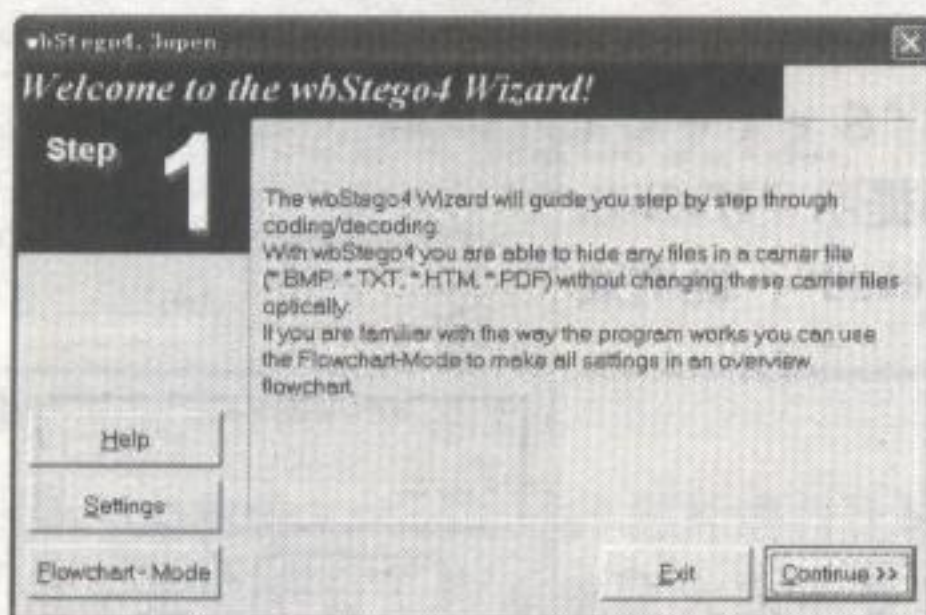 wbStego4.3open
Welcome to the wbStego4 Wizard!
Step 1
The wbStego4 Wizard will guide you step by step through
coding/decoding.
With wbStego4 you are able to hide any files in a carrier file
(*.BMP, *.TXT, *.HTM, *.PDF) without changing these carrier files
optically.
If you are familiar with the way the program works you can use
the Flowchart-Mode to make all settings in an overview
flowchart.
Help
Settings
Flowchart - Mode
Exit
Continue >>